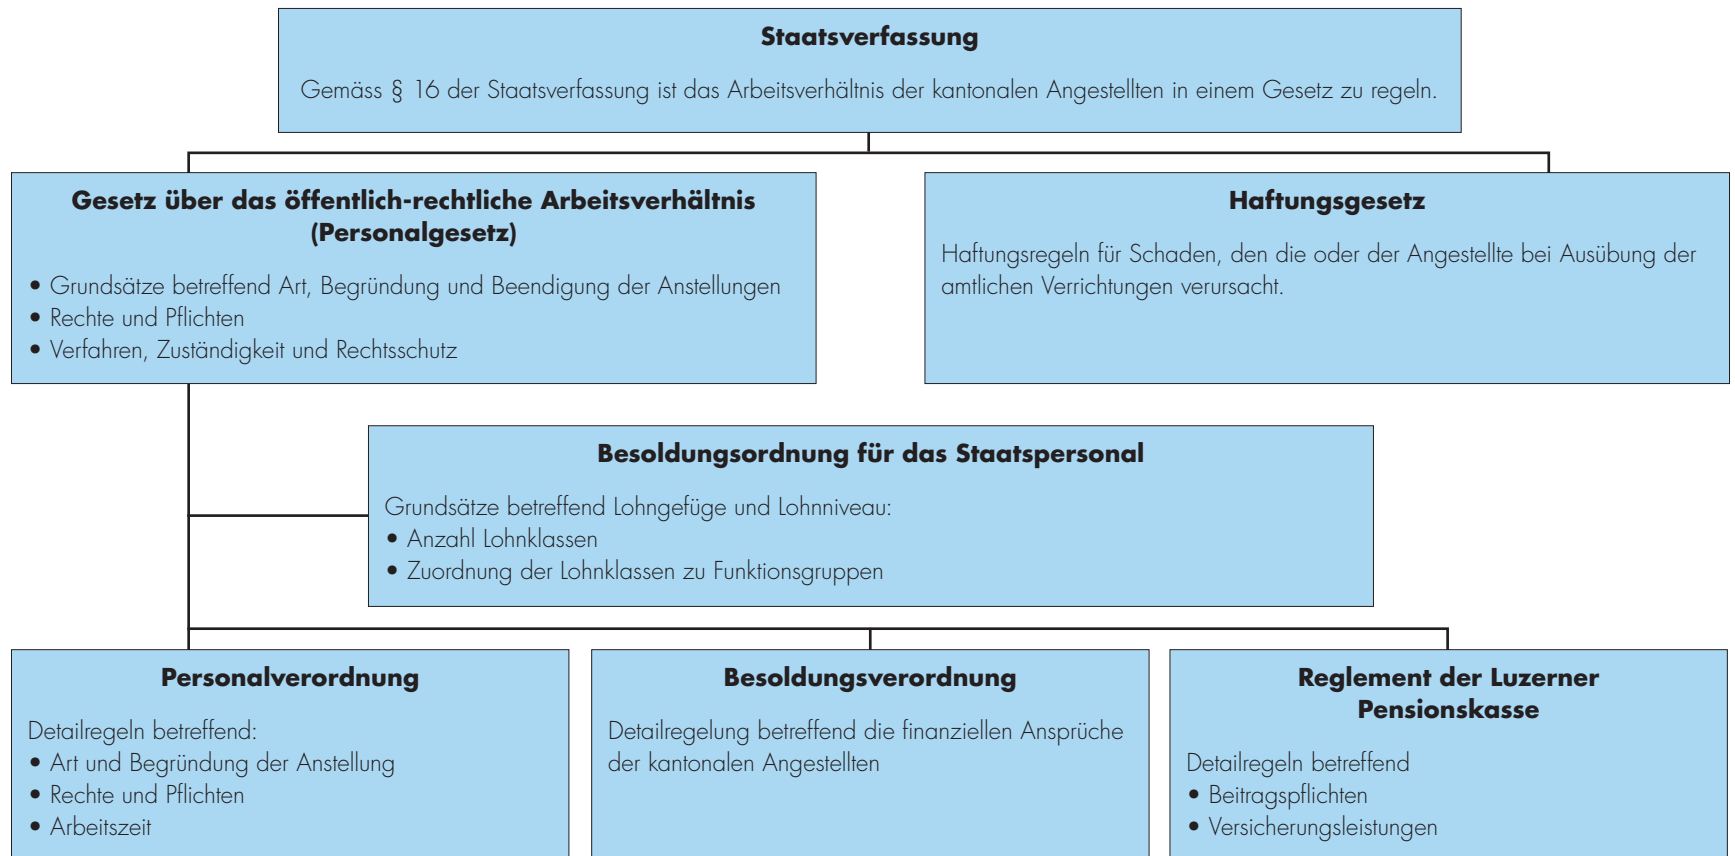 Staatsverfassung
Gemäss § 16 der Staatsverfassung ist das Arbeitsverhältnis der kantonalen Angestellten in einem Gesetz zu regeln.
Gesetz über das öffentlich-rechtliche Arbeitsverhältnis
(Personalgesetz)
• Grundsätze betreffend Art, Begründung und Beendigung der Anstellungen
• Rechte und Pflichten
• Verfahren, Zuständigkeit und Rechtsschutz
Haftungsgesetz
Haftungsregeln für Schaden, den die oder der Angestellte bei Ausübung der
amtlichen Verrichtungen verursacht.
Besoldungsordnung für das Staatspersonal
Grundsätze betreffend Lohngefüge und Lohnniveau:
• Anzahl Lohnklassen
• Zuordnung der Lohnklassen zu Funktionsgruppen
Personalverordnung
Detailregeln betreffend:
• Art und Begründung der Anstellung
• Rechte und Pflichten
• Arbeitszeit
Besoldungsverordnung
Detailregelung betreffend die finanziellen Ansprüche
der kantonalen Angestellten
Reglement der Luzerner
Pensionskasse
Detailregeln betreffend
• Beitragspflichten
• Versicherungsleistungen